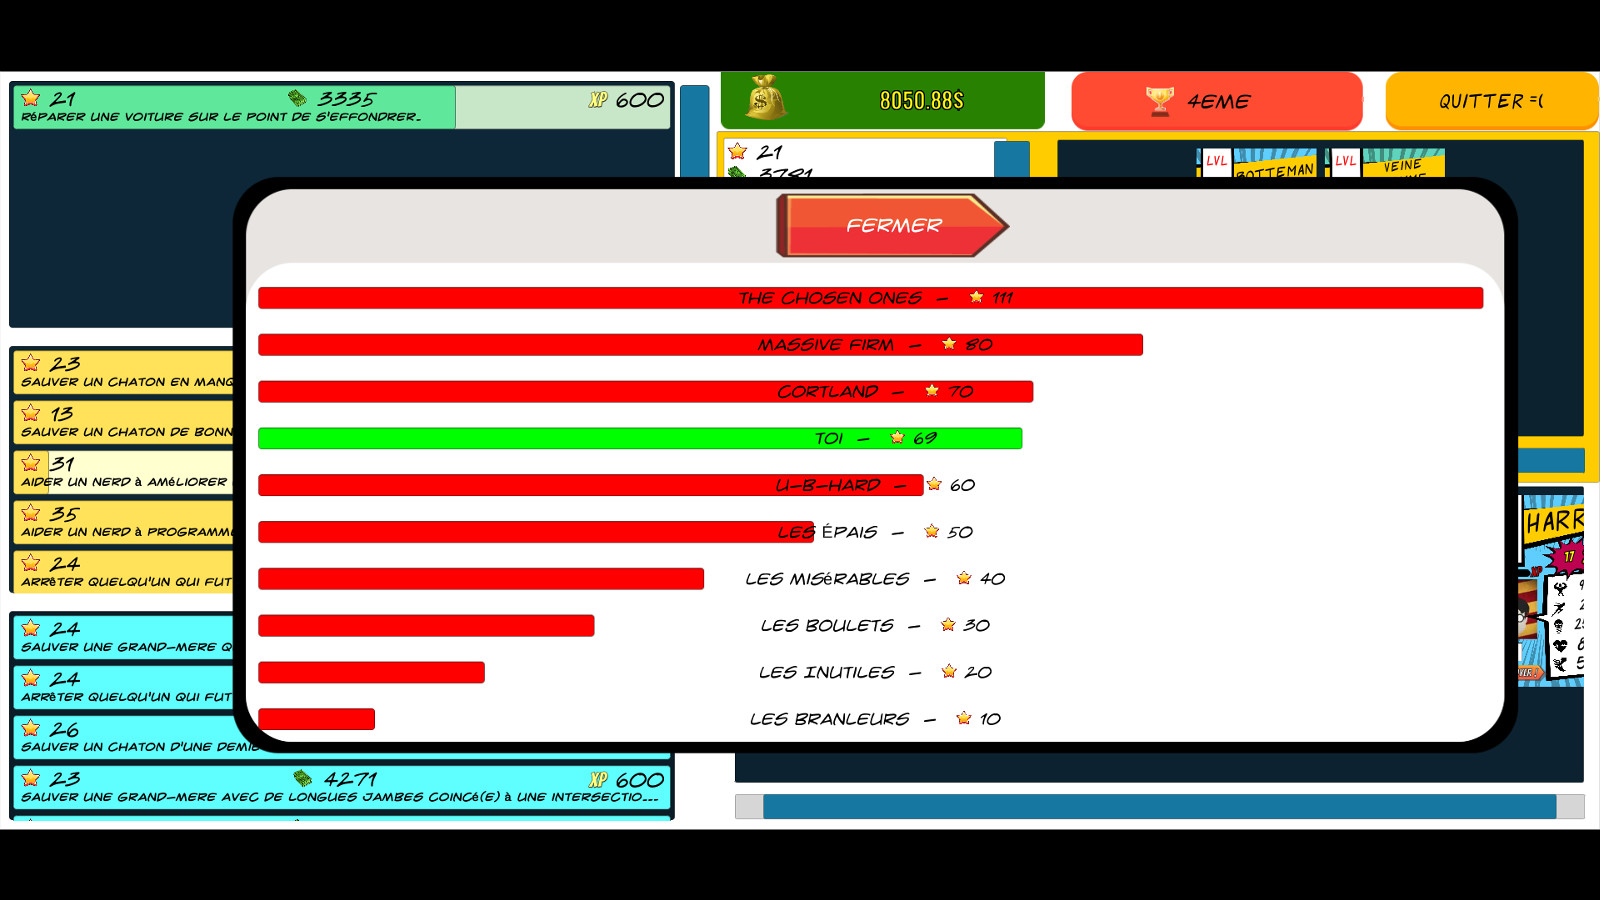 21 3335 XP 600
RéPARER UNE VOITURE SUR LE POINT DE S'EFFONDRER.
8050.88$
4EME
QUITTER =(
21
3781
LVL
BOTTEMAN
LVL
VEINE
FERMER
THE CHOSEN ONES - 111
MASSIVE FIRM - 80
CORTLAND - 70
TOI - 69
U-B-HARD - 60
LES ÉPAIS - 50
LES MISéRABLES - 40
LES BOULETS - 30
LES INUTILES - 20
LES BRANLEURS - 10
23
SAUVER UN CHATON EN MANQ
13
SAUVER UN CHATON DE BONN
31
AIDER UN NERD à AMéLIORER
35
AIDER UN NERD à PROGRAMM
24
ARRêTER QUELQU'UN QUI FUT
24
SAUVER UNE GRAND-MERE Q
24
ARRêTER QUELQU'UN QUI FUT
26
SAUVER UN CHATON D'UNE DEMIE
23 4271 XP 600
SAUVER UNE GRAND-MERE AVEC DE LONGUES JAMBES COINCé(E) à UNE INTERSECTIO...
HARR
17
XP